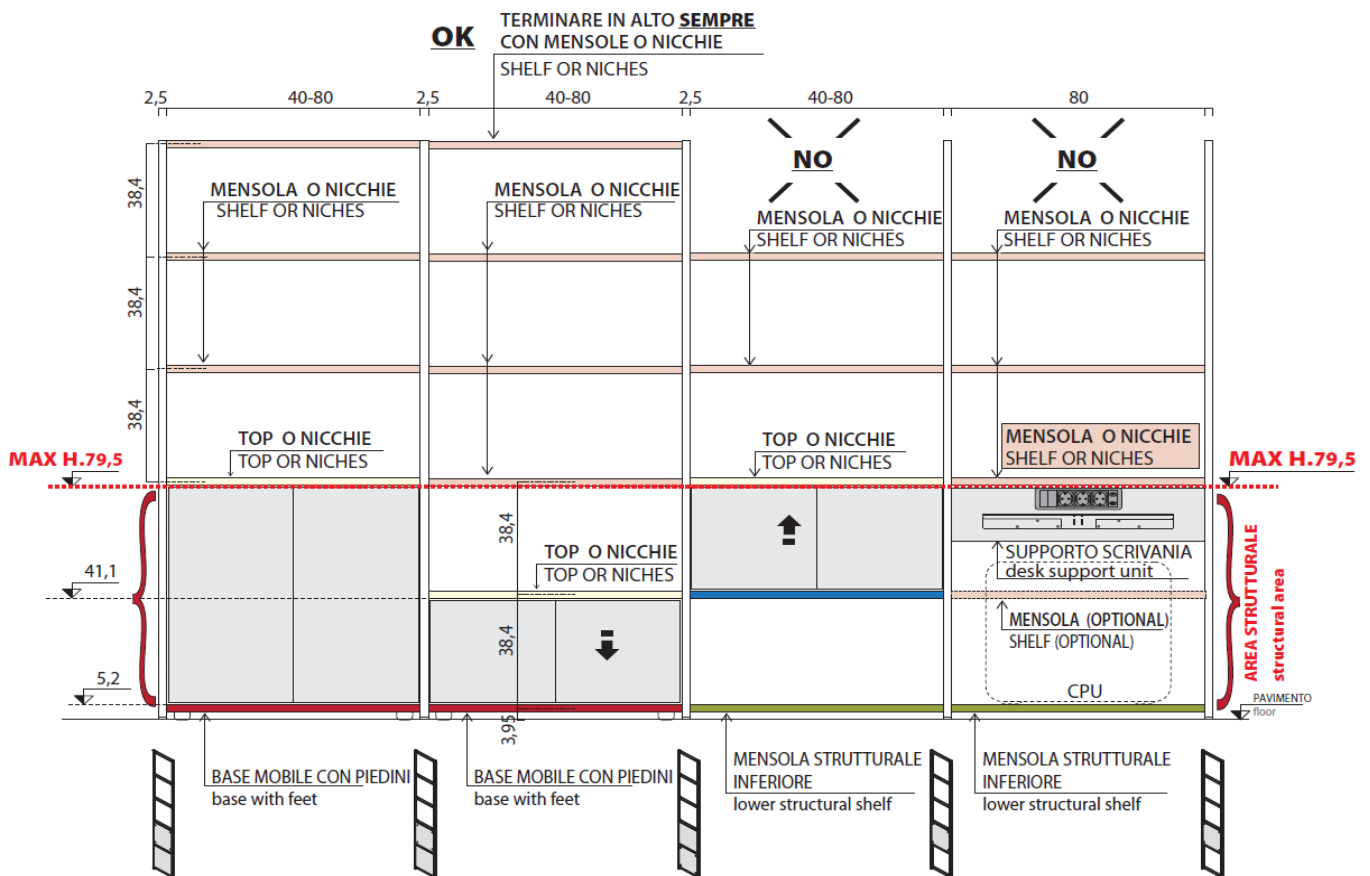 OK
TERMINARE IN ALTO SEMPRE
CON MENSOLE O NICCHIE
SHELF OR NICHES
2,5
40-80
2,5
40-80
2,5
40-80
80
NO
NO
38,4
MENSOLA O NICCHIE
SHELF OR NICHES
MENSOLA O NICCHIE
SHELF OR NICHES
MENSOLA O NICCHIE
SHELF OR NICHES
MENSOLA O NICCHIE
SHELF OR NICHES
38,4
38,4
TOP O NICCHIE
TOP OR NICHES
TOP O NICCHIE
TOP OR NICHES
MENSOLA O NICCHIE
SHELF OR NICHES
MAX H.79,5
MAX H.79,5
38,4
TOP O NICCHIE
TOP OR NICHES
SUPPORTO SCRIVANIA
desk support unit
41,1
38,4
MENSOLA (OPTIONAL)
SHELF (OPTIONAL)
AREA STRUTTURALE
structural area
5,2
CPU
PAVIMENTO
floor
3,95
BASE MOBILE CON PIEDINI
base with feet
BASE MOBILE CON PIEDINI
base with feet
MENSOLA STRUTTURALE
INFERIORE
lower structural shelf
MENSOLA STRUTTURALE
INFERIORE
lower structural shelf